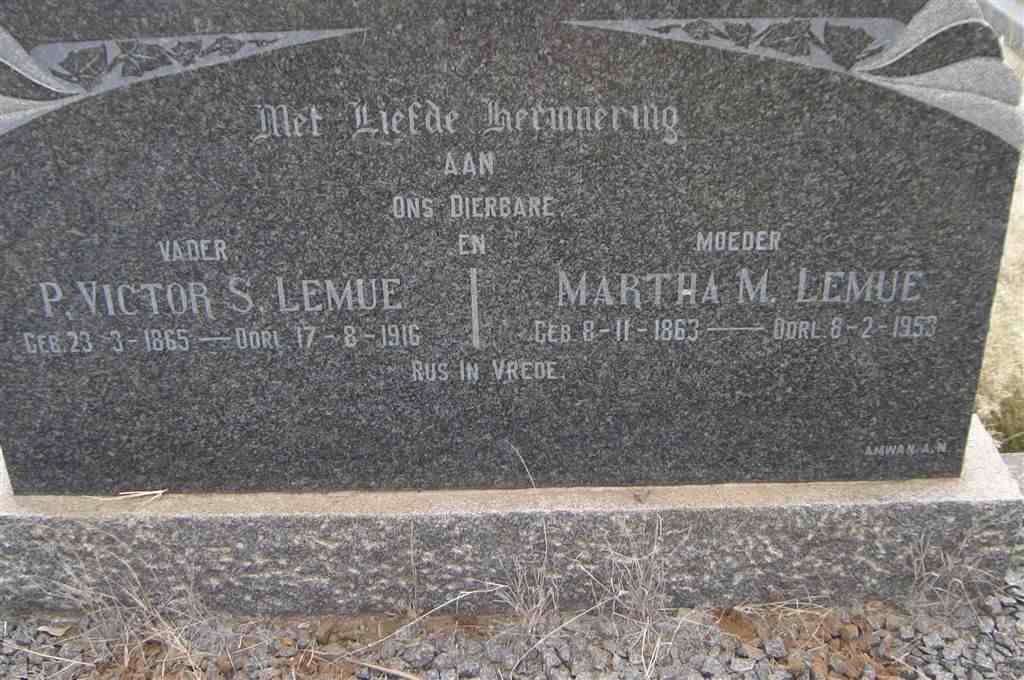 Met Liefde Herinnering
AAN
ONS DIERBARE
VADER EN MOEDER
P. VICTOR S. LEMUE MARTHA M. LEMUE
GEB. 23-3-1865 — OORL. 17-8-1916 GEB. 8-11-1863 — OORL. 8-2-1953
RUS IN VREDE.